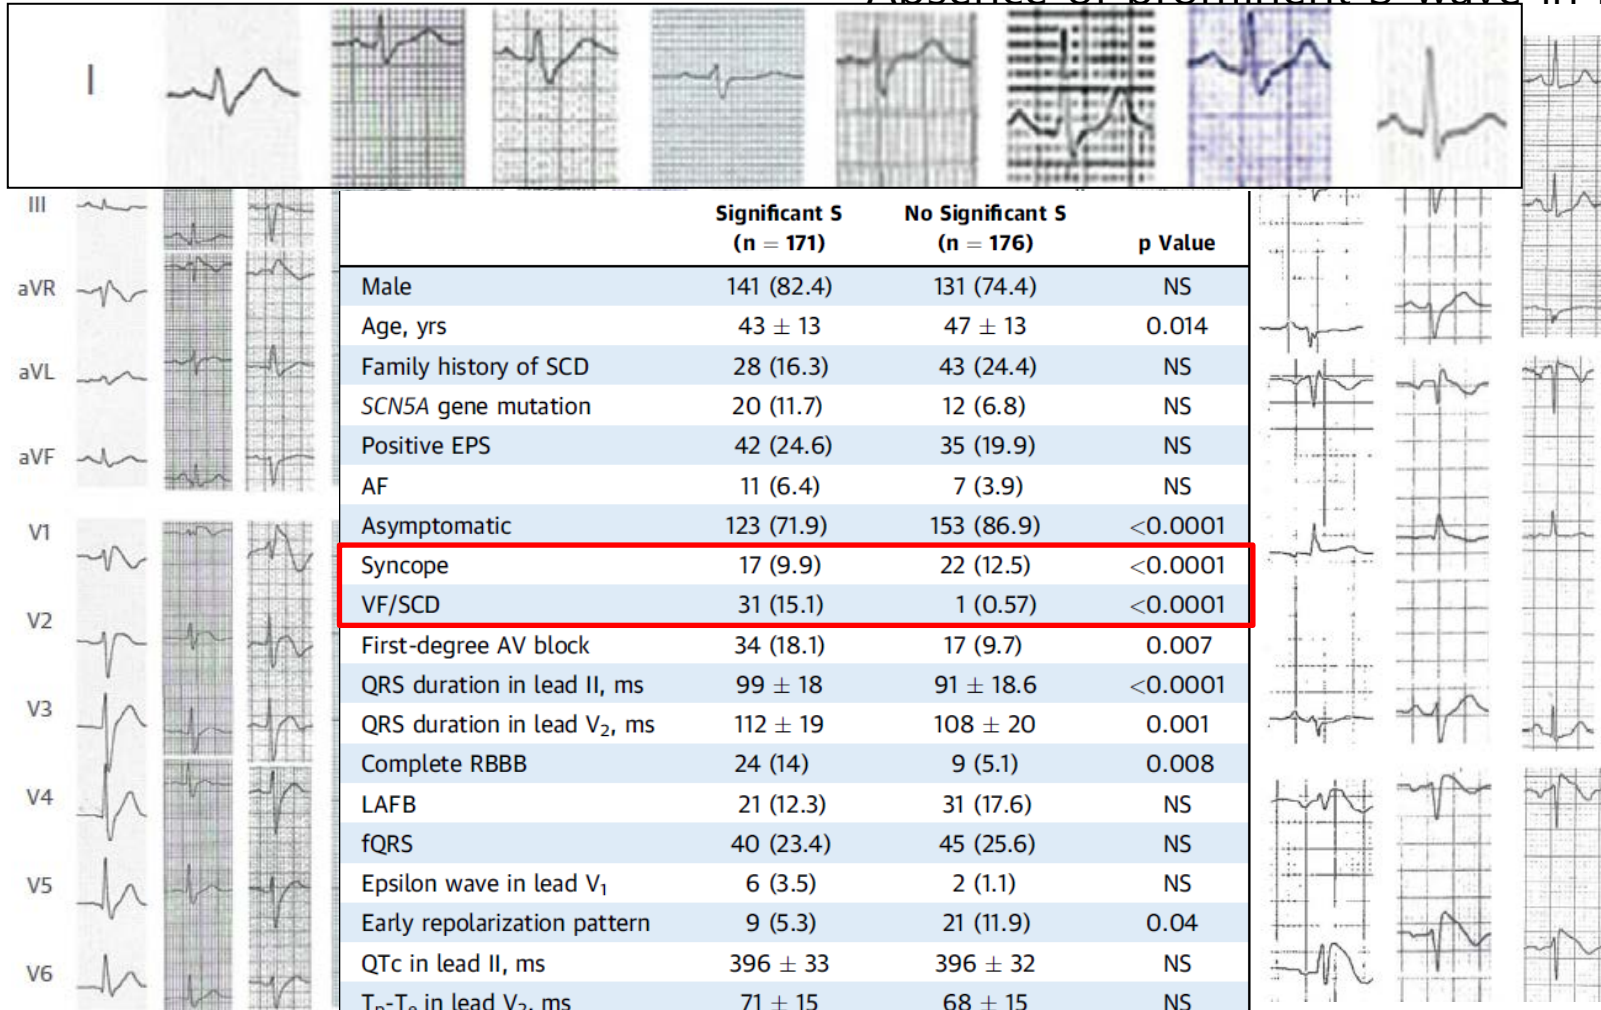 I
III
aVR
aVL
aVF
V1
V2
V3
V4
V5
V6
Significant S No Significant S
(n = 171) (n = 176) p Value
Male 141 (82.4) 131 (74.4) NS
Age, yrs 43 ± 13 47 ± 13 0.014
Family history of SCD 28 (16.3) 43 (24.4) NS
SCN5A gene mutation 20 (11.7) 12 (6.8) NS
Positive EPS 42 (24.6) 35 (19.9) NS
AF 11 (6.4) 7 (3.9) NS
Asymptomatic 123 (71.9) 153 (86.9) <0.0001
Syncope 17 (9.9) 22 (12.5) <0.0001
VF/SCD 31 (15.1) 1 (0.57) <0.0001
First-degree AV block 34 (18.1) 17 (9.7) 0.007
QRS duration in lead II, ms 99 ± 18 91 ± 18.6 <0.0001
QRS duration in lead V2, ms 112 ± 19 108 ± 20 0.001
Complete RBBB 24 (14) 9 (5.1) 0.008
LAFB 21 (12.3) 31 (17.6) NS
fQRS 40 (23.4) 45 (25.6) NS
Epsilon wave in lead V1 6 (3.5) 2 (1.1) NS
Early repolarization pattern 9 (5.3) 21 (11.9) 0.04
QTc in lead II, ms 396 ± 33 396 ± 32 NS
Tp-Te in lead V2, ms 71 ± 15 68 ± 15 NS